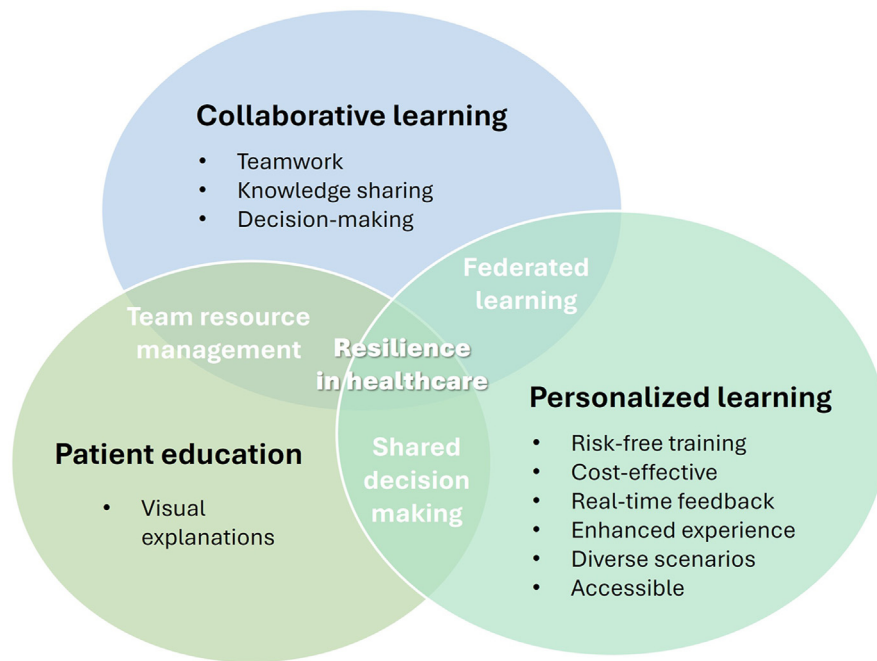 Collaborative learning
• Teamwork
• Knowledge sharing
• Decision-making
Federated
learning
Team resource
management
Resilience
in healthcare
Personalized learning
• Risk-free training
• Cost-effective
• Real-time feedback
• Enhanced experience
• Diverse scenarios
• Accessible
Patient education
• Visual
explanations
Shared
decision
making